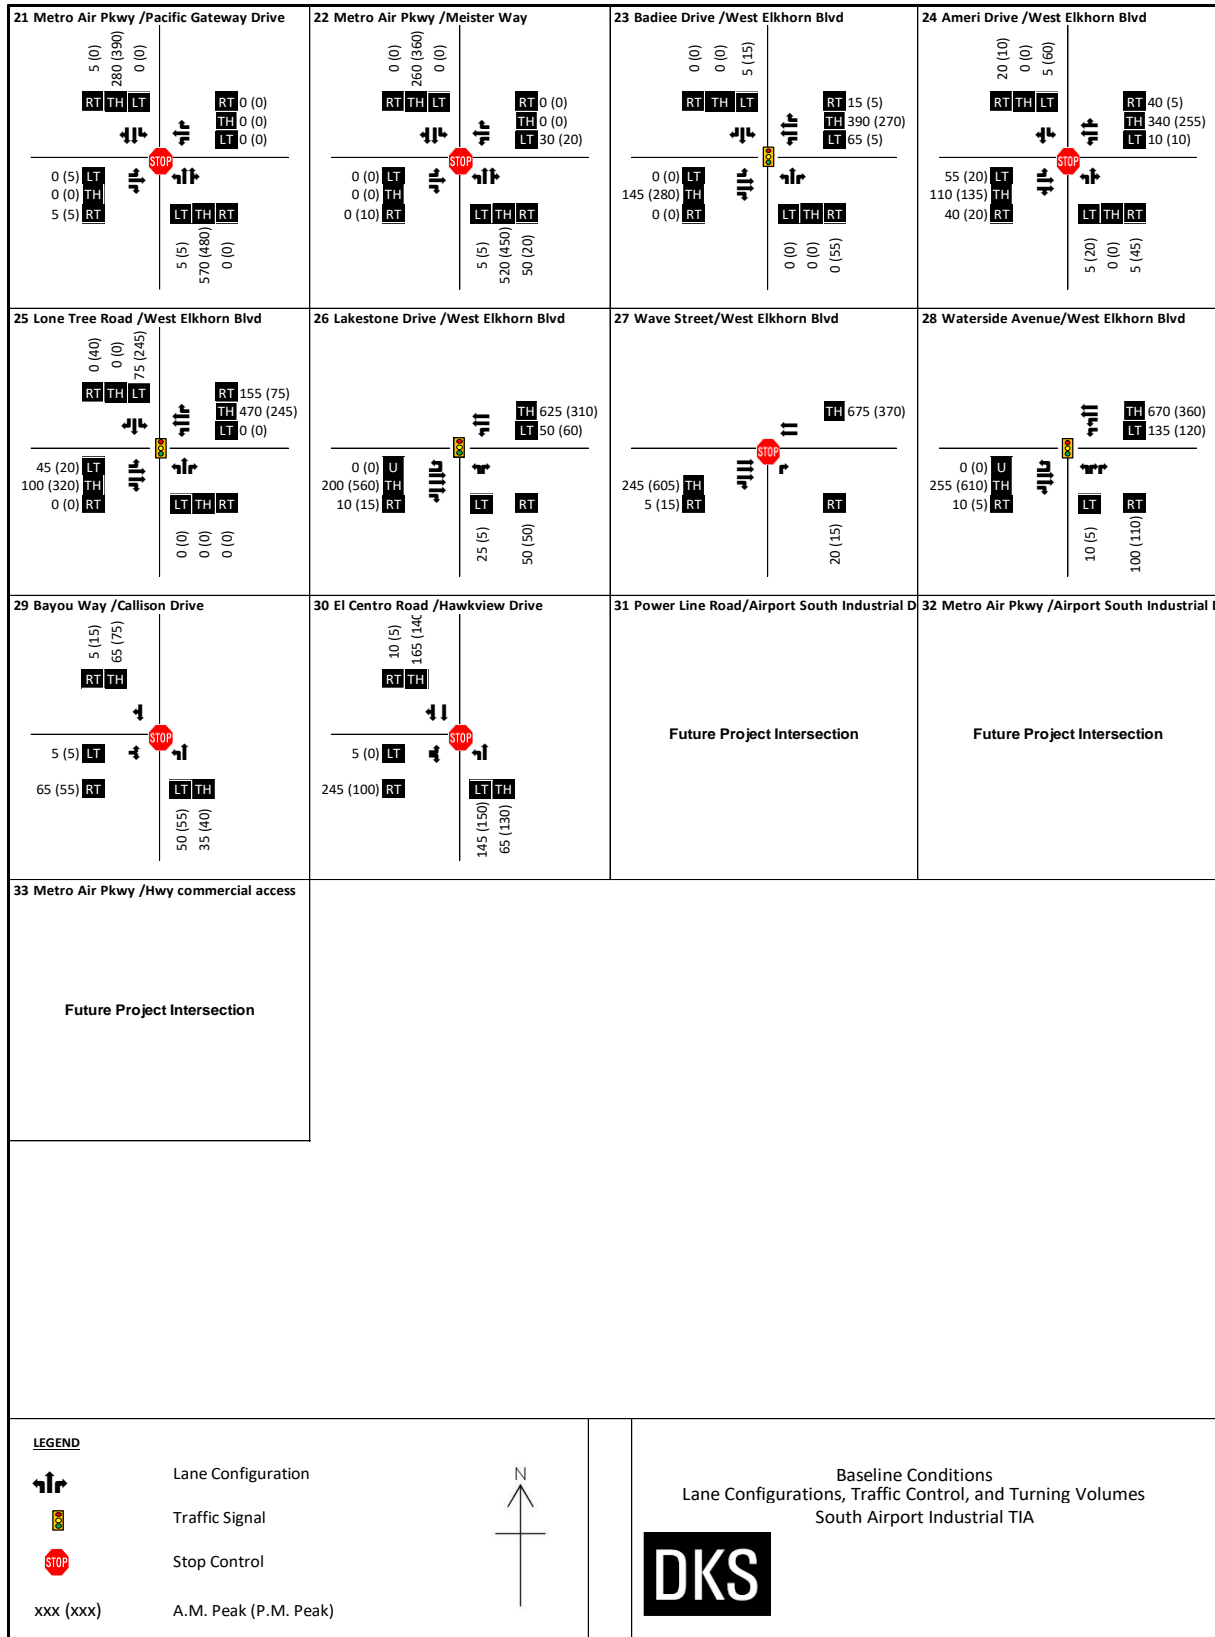 21 Metro Air Pkwy /Pacific Gateway Drive
5 (0)
280 (390)
0 (0)
RT TH LT
RT 0 (0)
TH 0 (0)
LT 0 (0)
STOP
0 (5) LT
0 (0) TH
5 (5) RT
LT TH RT
5 (5)
570 (480)
0 (0)
22 Metro Air Pkwy /Meister Way
0 (0)
260 (360)
0 (0)
RT TH LT
RT 0 (0)
TH 0 (0)
LT 30 (20)
STOP
0 (0) LT
0 (0) TH
0 (10) RT
LT TH RT
5 (5)
520 (450)
50 (20)
23 Badiee Drive /West Elkhorn Blvd
0 (0)
0 (0)
5 (15)
RT TH LT
RT 15 (5)
TH 390 (270)
LT 65 (5)
0 (0) LT
145 (280) TH
0 (0) RT
LT TH RT
0 (0)
0 (0)
0 (55)
24 Ameri Drive /West Elkhorn Blvd
20 (10)
0 (0)
5 (60)
RT TH LT
RT 40 (5)
TH 340 (255)
LT 10 (10)
STOP
55 (20) LT
110 (135) TH
40 (20) RT
LT TH RT
5 (20)
0 (0)
5 (45)
25 Lone Tree Road /West Elkhorn Blvd
0 (40)
0 (0)
75 (245)
RT TH LT
RT 155 (75)
TH 470 (245)
LT 0 (0)
45 (20) LT
100 (320) TH
0 (0) RT
LT TH RT
0 (0)
0 (0)
0 (0)
26 Lakestone Drive /West Elkhorn Blvd
TH 625 (310)
LT 50 (60)
0 (0) U
200 (560) TH
10 (15) RT
LT RT
25 (5)
50 (50)
27 Wave Street/West Elkhorn Blvd
TH 675 (370)
STOP
245 (605) TH
5 (15) RT
RT
20 (15)
28 Waterside Avenue/West Elkhorn Blvd
TH 670 (360)
LT 135 (120)
0 (0) U
255 (610) TH
10 (5) RT
LT RT
10 (5)
100 (110)
29 Bayou Way /Callison Drive
5 (15)
65 (75)
RT TH
STOP
5 (5) LT
65 (55) RT
LT TH
50 (55)
35 (40)
30 El Centro Road /Hawkview Drive
10 (5)
165 (140
RT TH
STOP
5 (0) LT
245 (100) RT
LT TH
145 (150)
65 (130)
31 Power Line Road/Airport South Industrial D
Future Project Intersection
32 Metro Air Pkwy /Airport South Industrial
Future Project Intersection
33 Metro Air Pkwy /Hwy commercial access
Future Project Intersection
LEGEND
Lane Configuration
Traffic Signal
STOP Stop Control
xxx (xxx) A.M. Peak (P.M. Peak)
N
Baseline Conditions
Lane Configurations, Traffic Control, and Turning Volumes
South Airport Industrial TIA
DKS